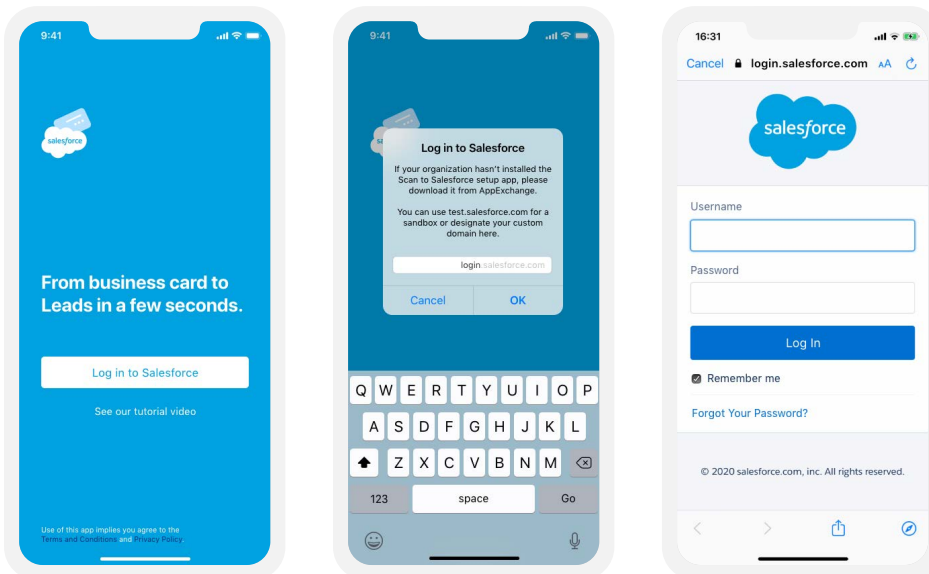 9:41
salesforce
From business card to
Leads in a few seconds.
Log in to Salesforce
See our tutorial video
Use of this app implies you agree to the
Terms and Conditions and Privacy Policy.
9:41
Log in to Salesforce
If your organization hasn't installed the
Scan to Salesforce setup app, please
download it from AppExchange.
You can use test.salesforce.com for a
sandbox or designate your custom
domain here.
login.salesforce.com
Cancel OK
Q W E R T Y U I O P
A S D F G H J K L
Z X C V B N M
123 space Go
16:31
Cancel login.salesforce.com AA
salesforce
Username
Password
Log In
Remember me
Forgot Your Password?
© 2020 salesforce.com, inc. All rights reserved.